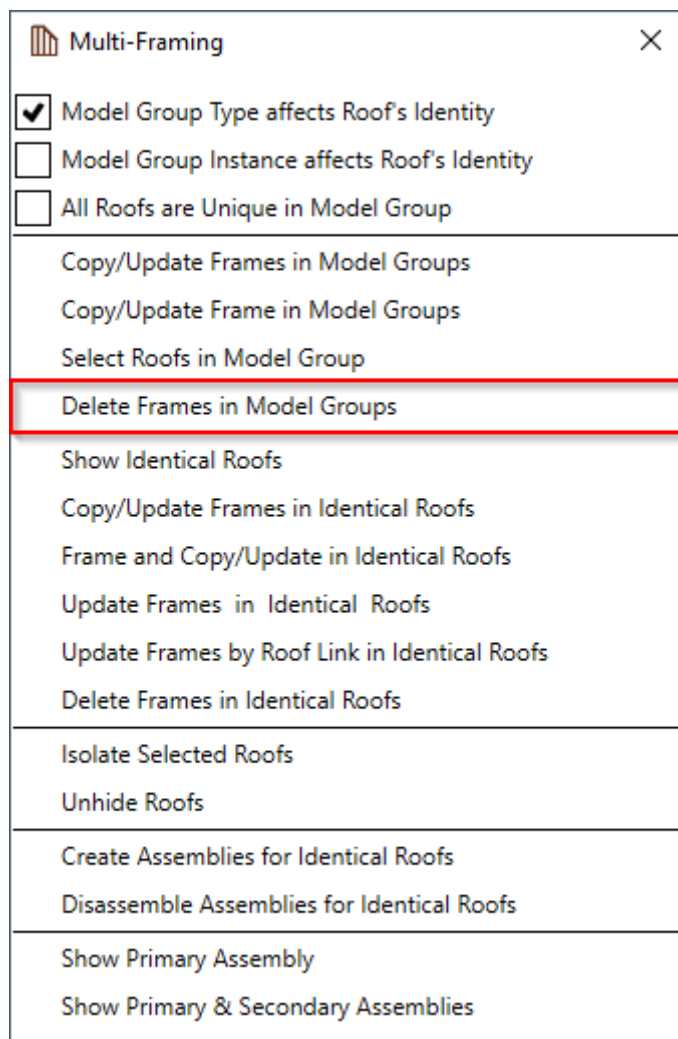 Multi-Framing
Model Group Type affects Roof's Identity
Model Group Instance affects Roof's Identity
All Roofs are Unique in Model Group
Copy/Update Frames in Model Groups
Copy/Update Frame in Model Groups
Select Roofs in Model Group
Delete Frames in Model Groups
Show Identical Roofs
Copy/Update Frames in Identical Roofs
Frame and Copy/Update in Identical Roofs
Update Frames  in  Identical  Roofs
Update Frames by Roof Link in Identical Roofs
Delete Frames in Identical Roofs
Isolate Selected Roofs
Unhide Roofs
Create Assemblies for Identical Roofs
Disassemble Assemblies for Identical Roofs
Show Primary Assembly
Show Primary & Secondary Assemblies